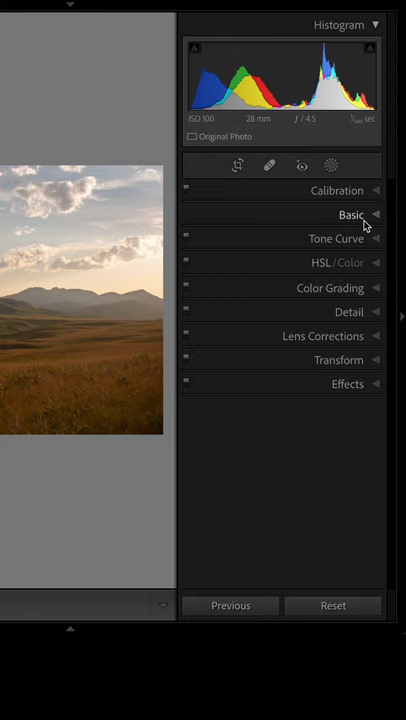 Histogram
ISO 100 28 mm ƒ / 4.5 sec
Original Photo
Calibration
Basic
Tone Curve
HSL / Color
Color Grading
Detail
Lens Corrections
Transform
Effects
Previous Reset